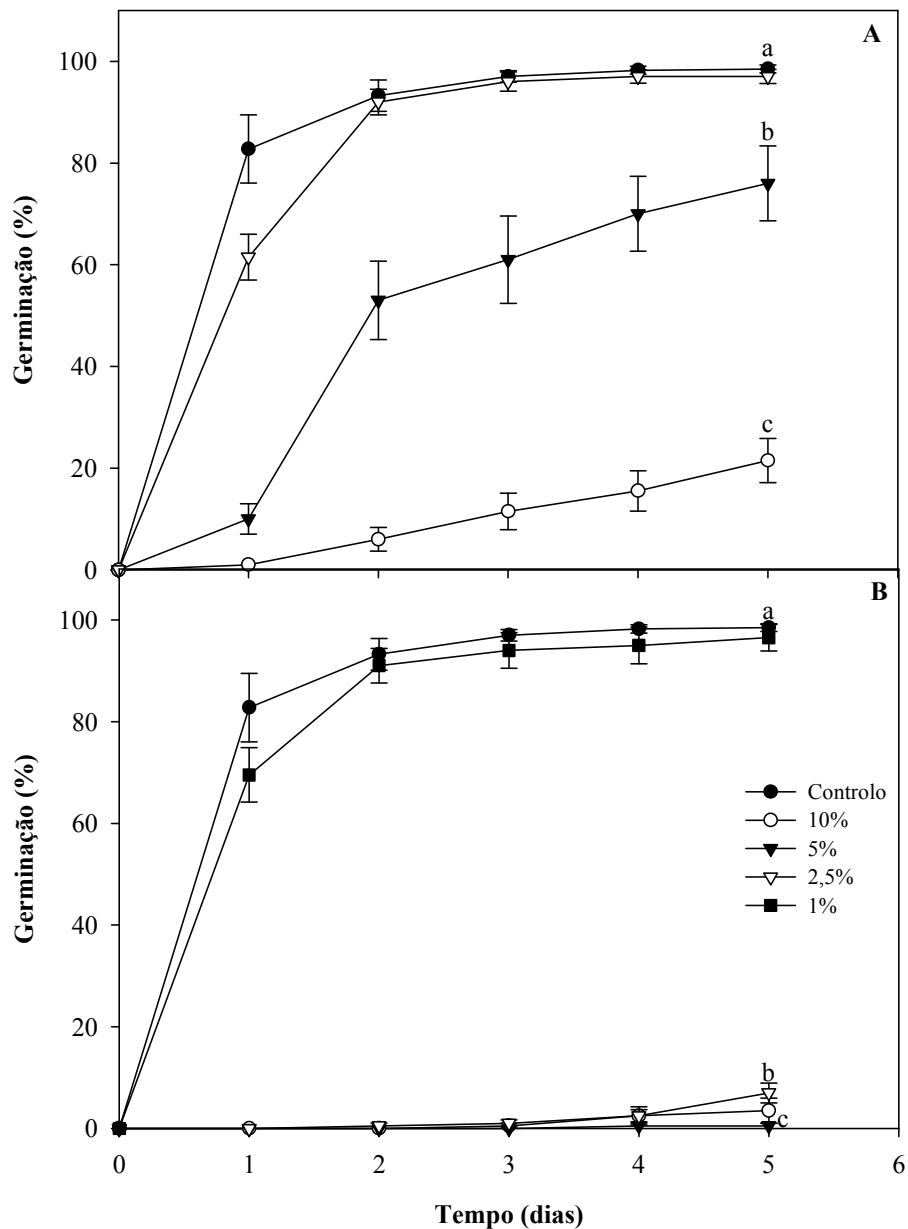 A
a
100
80
b
60
40
c
20
0
Germinação (%)
B
a
100
80
60
40
20
0
Germinação (%)
Controlo
10%
5%
2,5%
1%
b
c
0 1 2 3 4 5 6
Tempo (dias)